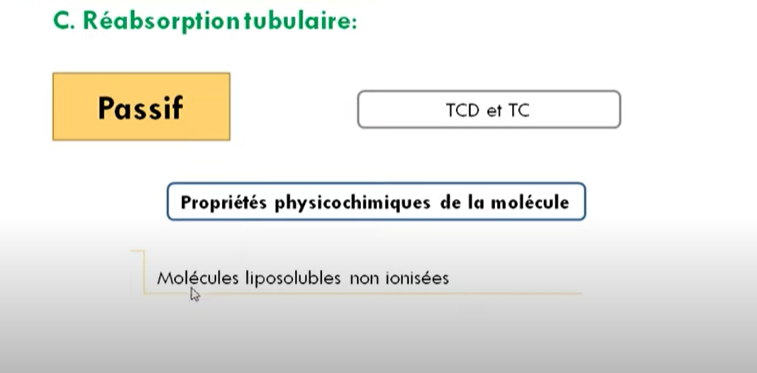 C. Réabsorption tubulaire:
Passif
TCD et TC
Propriétés physicochimiques de la molécule
Molécules liposolubles non ionisées